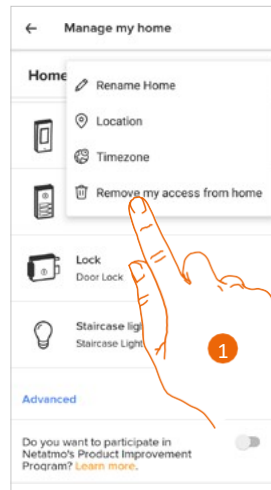 Manage my home
Home
Rename Home
Location
Timezone
Remove my access from home
Lock
Door Lock
Staircase
Staircase Light
1
Advanced
Do you want to participate in
Netatmo's Product Improvement
Program? Learn more.